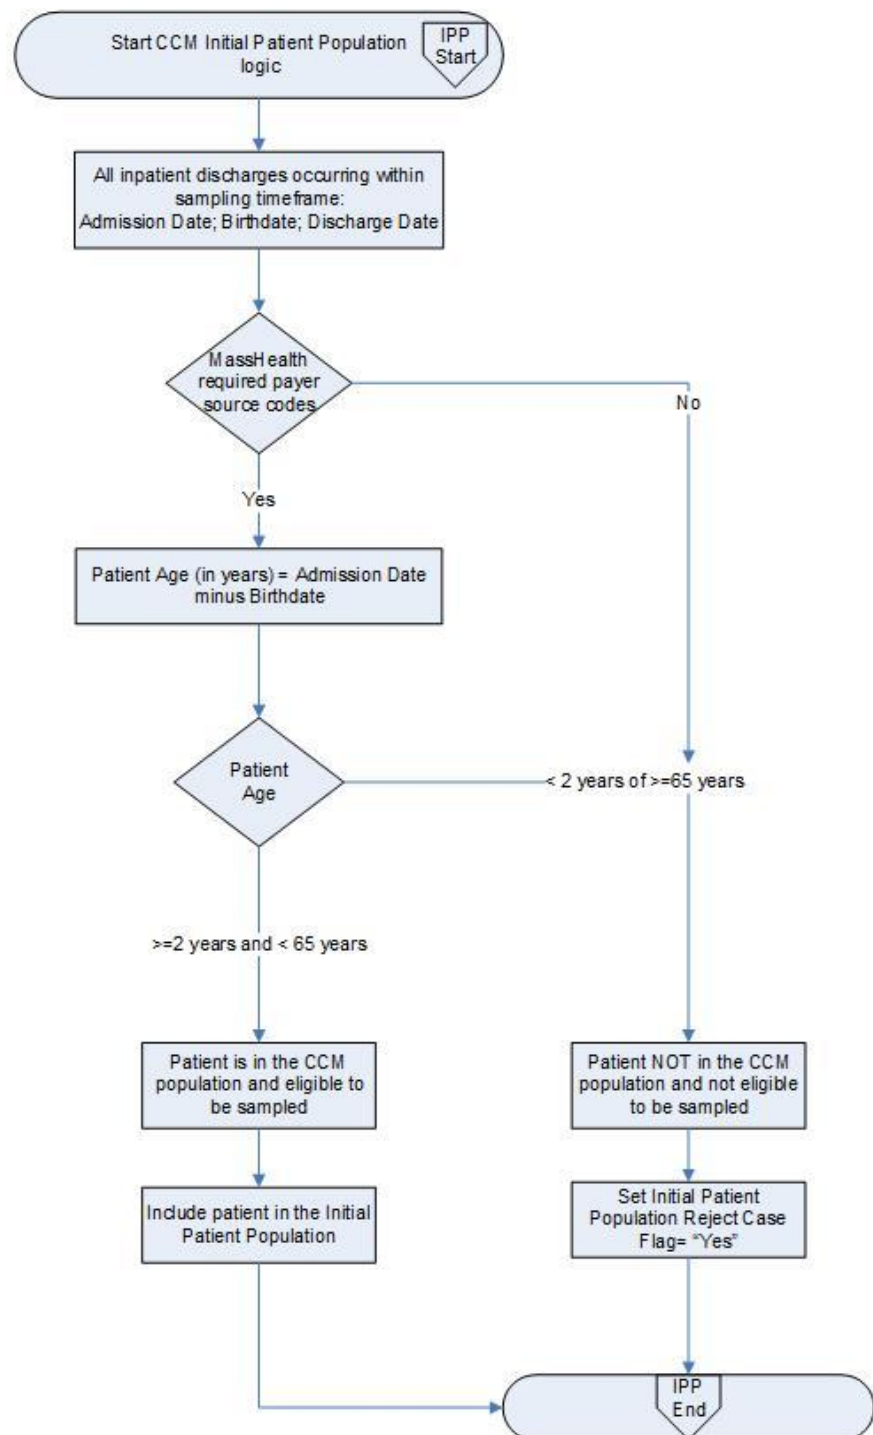 Start CCM Initial Patient Population
logic
IPP
Start
All inpatient discharges occurring within
sampling timeframe:
Admission Date; Birthdate; Discharge Date
MassHealth
required payer
source codes
No
Yes
Patient Age (in years) = Admission Date
minus Birthdate
Patient
Age
< 2 years of >=65 years
>=2 years and < 65 years
Patient is in the CCM
population and eligible to
be sampled
Patient NOT in the CCM
population and not eligible
to be sampled
Include patient in the Initial
Patient Population
Set Initial Patient
Population Reject Case
Flag= “Yes”
IPP
End